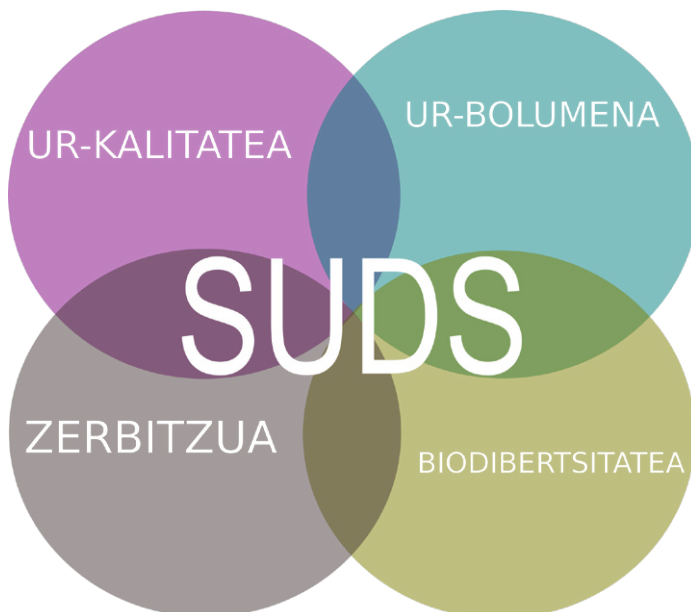 UR-KALITATEA
UR-BOLUMENA
SUDS
ZERBITZUA
BIODIBERTSITATEA